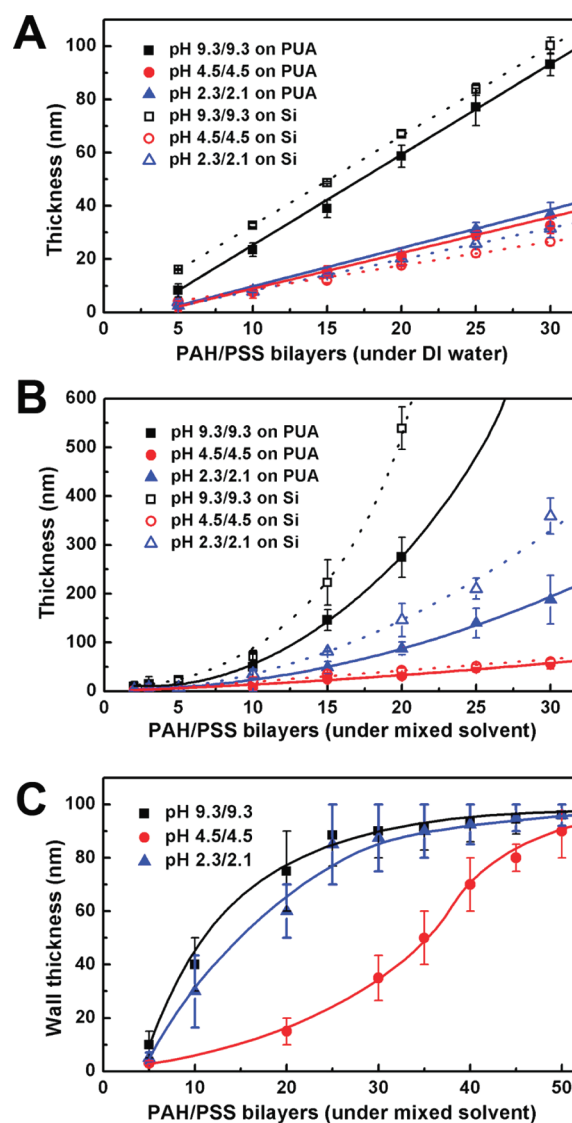 A
pH 9.3/9.3 on PUA
pH 4.5/4.5 on PUA
pH 2.3/2.1 on PUA
pH 9.3/9.3 on Si
pH 4.5/4.5 on Si
pH 2.3/2.1 on Si
Thickness (nm)
100
80
60
40
20
0
0 5 10 15 20 25 30
PAH/PSS bilayers (under DI water)
B
pH 9.3/9.3 on PUA
pH 4.5/4.5 on PUA
pH 2.3/2.1 on PUA
pH 9.3/9.3 on Si
pH 4.5/4.5 on Si
pH 2.3/2.1 on Si
Thickness (nm)
600
500
400
300
200
100
0
0 5 10 15 20 25 30
PAH/PSS bilayers (under mixed solvent)
C
pH 9.3/9.3
pH 4.5/4.5
pH 2.3/2.1
Wall thickness (nm)
100
80
60
40
20
0
0 10 20 30 40 50
PAH/PSS bilayers (under mixed solvent)